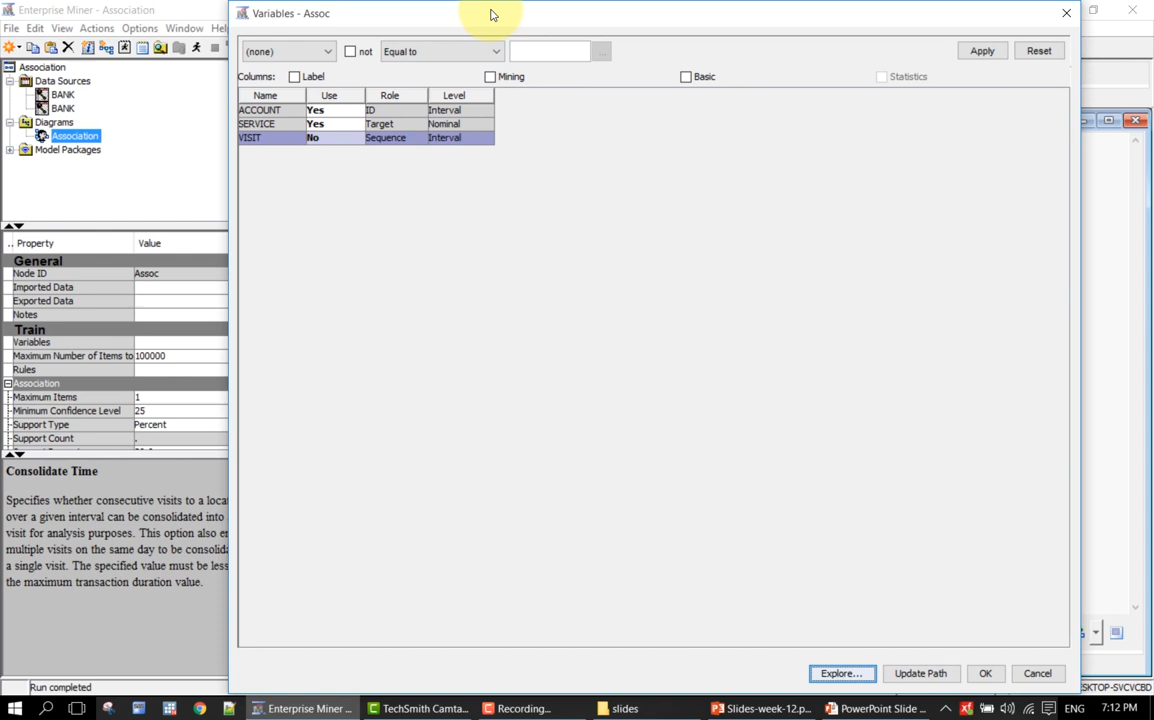 Enterprise Miner - Association
Variables - Assoc
File Edit View Actions Options Window Hel
(none) not Equal to ... Apply Reset
Columns: Label Mining Basic Statistics
Association
Data Sources
BANK
BANK
Diagrams
Association
Model Packages
Name Use Role Level
ACCOUNT Yes ID Interval
SERVICE Yes Target Nominal
VISIT No Sequence Interval
.. Property Value
General
Node ID Assoc
Imported Data
Exported Data
Notes
Train
Variables
Maximum Number of Items to 100000
Rules
Association
Maximum Items 1
Minimum Confidence Level 25
Support Type Percent
Support Count .
Consolidate Time
Specifies whether consecutive visits to a loca
over a given interval can be consolidated into
visit for analysis purposes. This option also e
multiple visits on the same day to be consolid
a single visit. The specified value must be less
the maximum transaction duration value.
Explore... Update Path OK Cancel
Run completed
SKTOP-SVCVCBD
Enterprise Miner ... TechSmith Camta... Recording... slides Slides-week-12.p... PowerPoint Slide ... ENG 7:12 PM